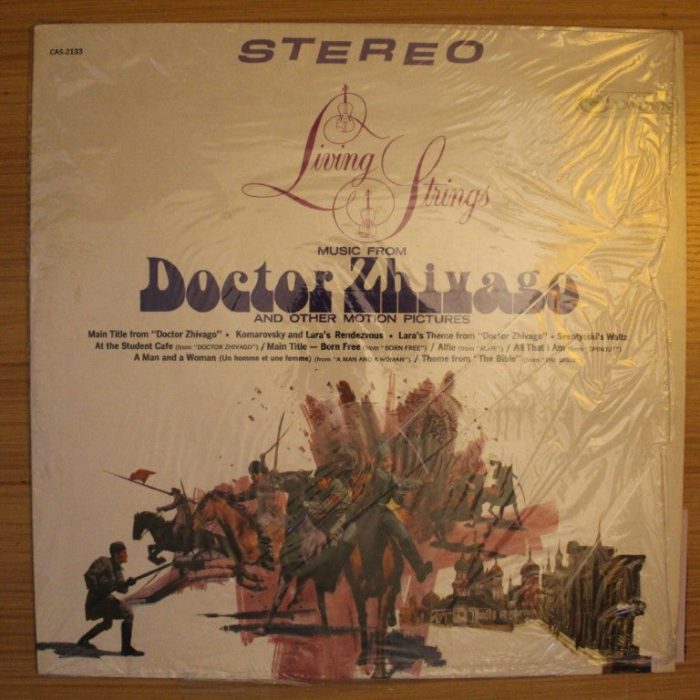 CAS-2133
STEREO
Living
Strings
MUSIC FROM
Doctor Zhivago
AND OTHER MOTION PICTURES
Main Title from "Doctor Zhivago" • Komarovsky and Lara's Rendezvous • Lara's Theme from "Doctor Zhivago" • Sventytski's Waltz
At the Student Cafe (from "DOCTOR ZHIVAGO") / Main Title — Born Free (from "BORN FREE") / Alfie (from "ALFIE") / All That I Am (from "SPINOUT")
A Man and a Woman (Un homme et une femme) (from "A MAN AND A WOMAN") / Theme from "The Bible" (from "THE BIBLE")